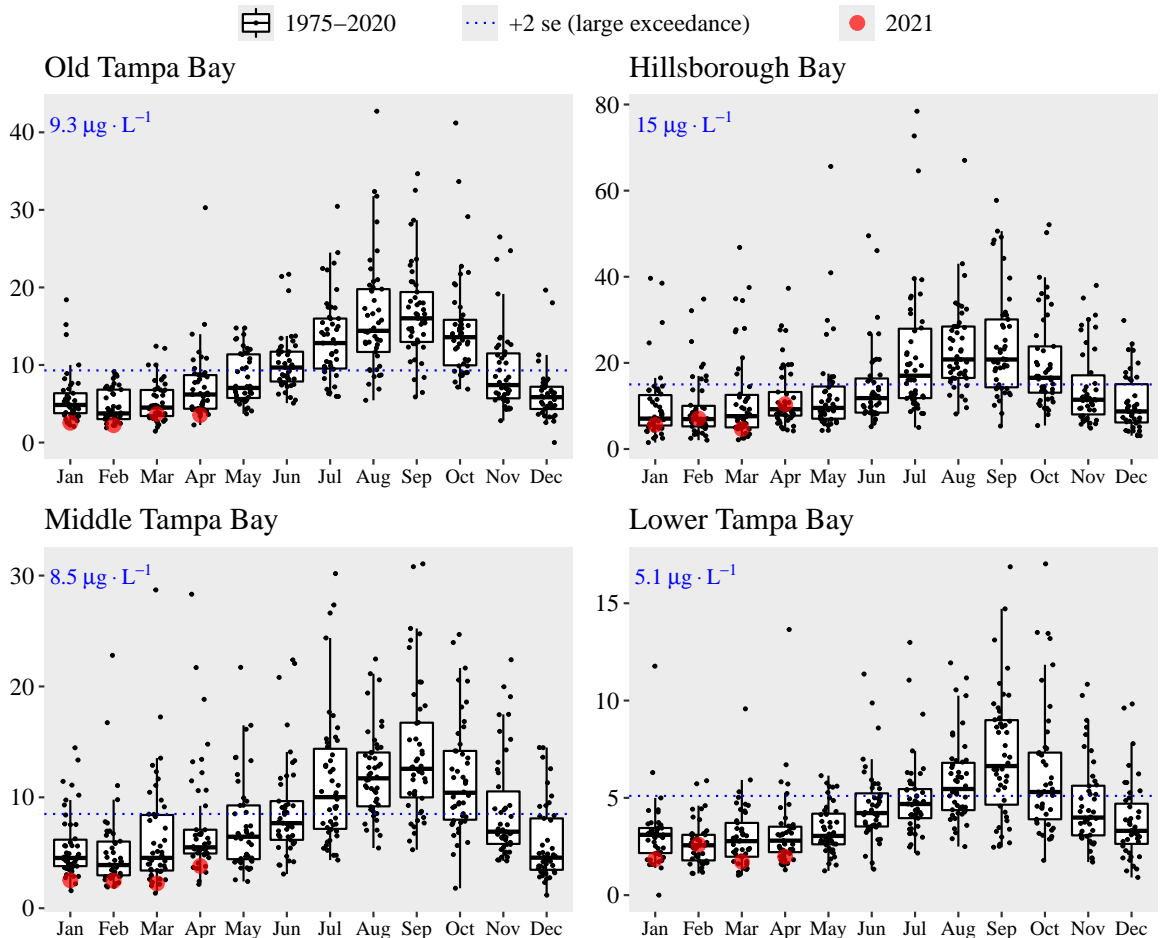 1975–2020 +2 se (large exceedance) 2021
Old Tampa Bay
9.3 μg · L⁻¹
40
30
20
10
0
Jan Feb Mar Apr May Jun Jul Aug Sep Oct Nov Dec
Hillsborough Bay
15 μg · L⁻¹
80
60
40
20
0
Jan Feb Mar Apr May Jun Jul Aug Sep Oct Nov Dec
Middle Tampa Bay
8.5 μg · L⁻¹
30
20
10
0
Jan Feb Mar Apr May Jun Jul Aug Sep Oct Nov Dec
Lower Tampa Bay
5.1 μg · L⁻¹
15
10
5
0
Jan Feb Mar Apr May Jun Jul Aug Sep Oct Nov Dec